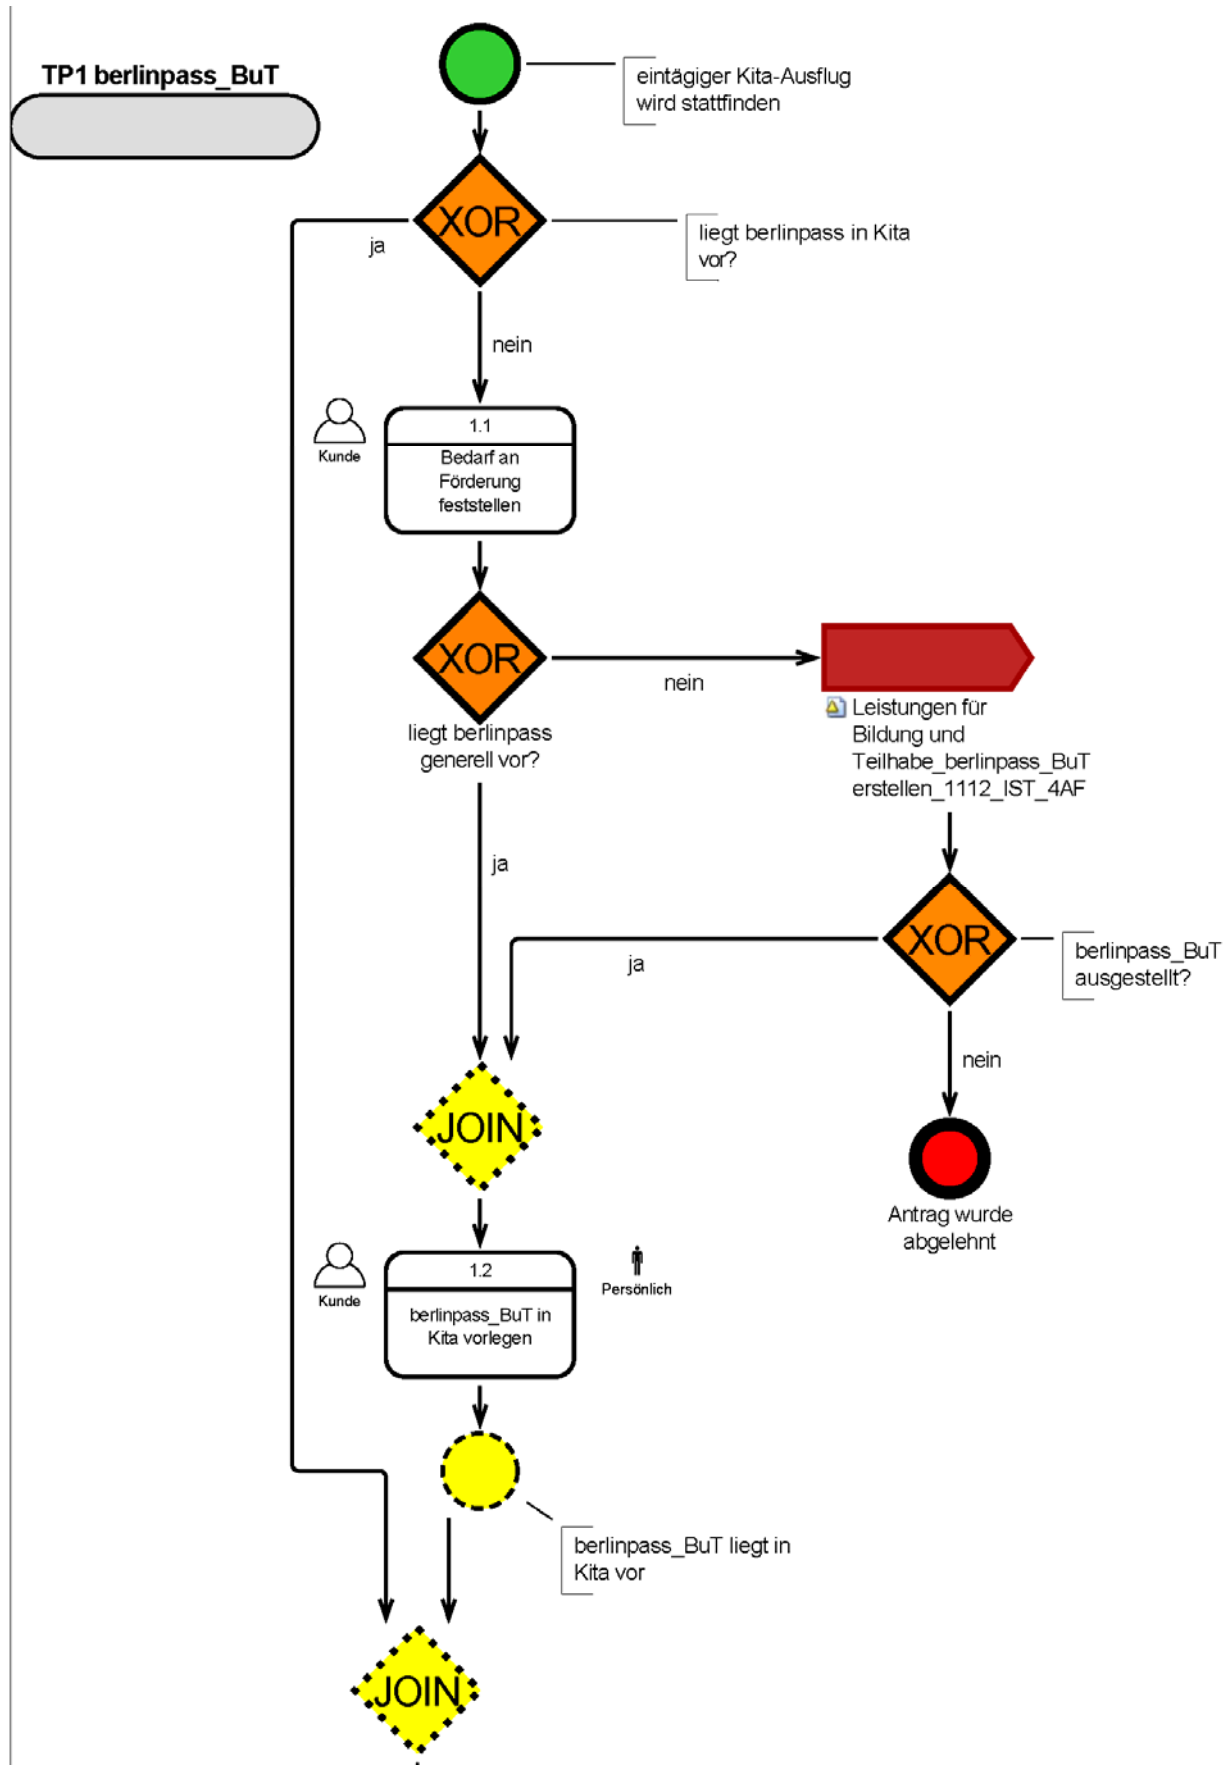 TP1 berlinpass_BuT
eintägiger Kita-Ausflug
wird stattfinden
XOR
liegt berlinpass in Kita
vor?
ja
nein
Kunde
1.1
Bedarf an
Förderung
feststellen
XOR
nein
liegt berlinpass
generell vor?
Leistungen für
Bildung und
Teilhabe_berlinpass_BuT
erstellen_1112_IST_4AF
ja
XOR
berlinpass_BuT
ausgestellt?
ja
nein
JOIN
Antrag wurde
abgelehnt
Kunde
1.2
berlinpass_BuT in
Kita vorlegen
Persönlich
berlinpass_BuT liegt in
Kita vor
JOIN